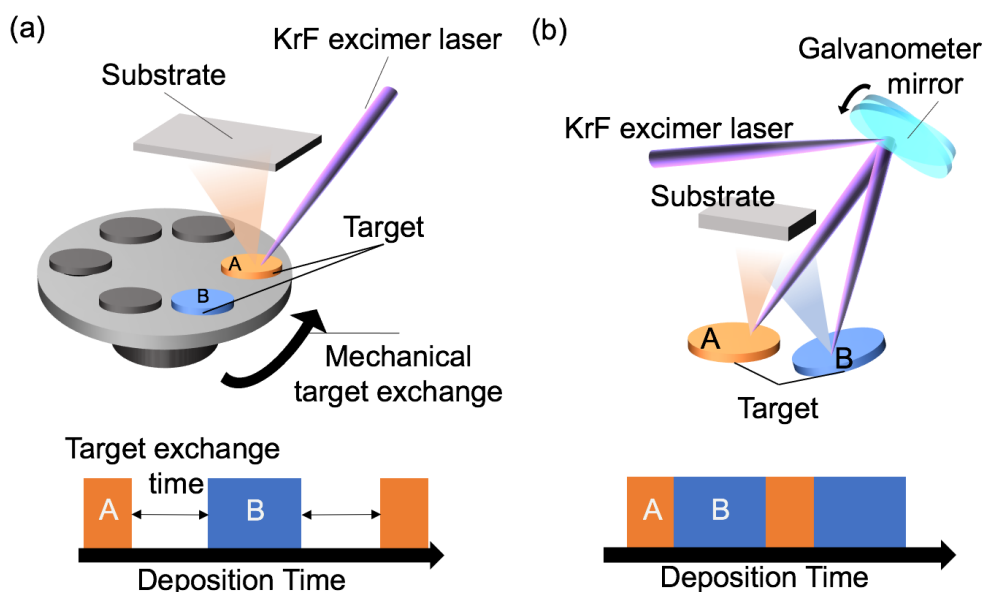 (a)
KrF excimer laser
Substrate
A
B
Target
Mechanical
target exchange
Target exchange
time
A
B
Deposition Time
(b)
Galvanometer
mirror
KrF excimer laser
Substrate
A
B
Target
A
B
Deposition Time